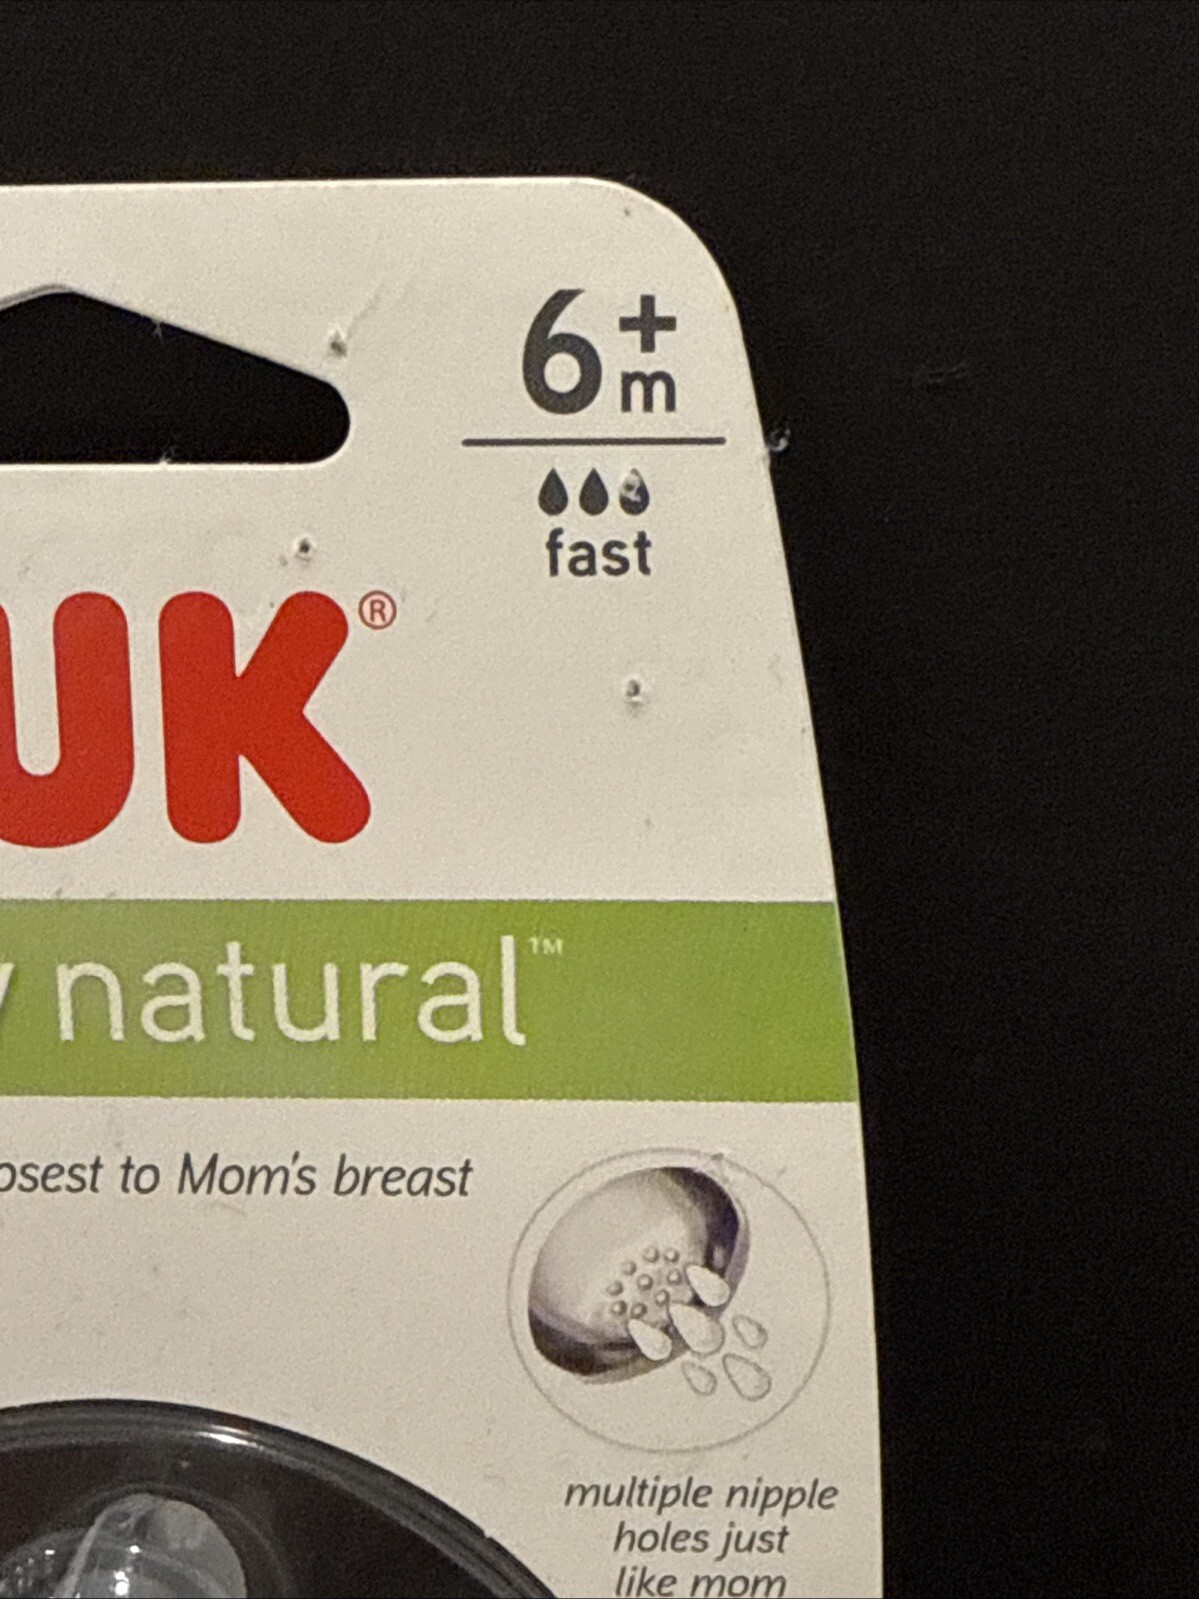 6+
m
fast
UK®
natural™
osest to Mom's breast
multiple nipple
holes just
like mom